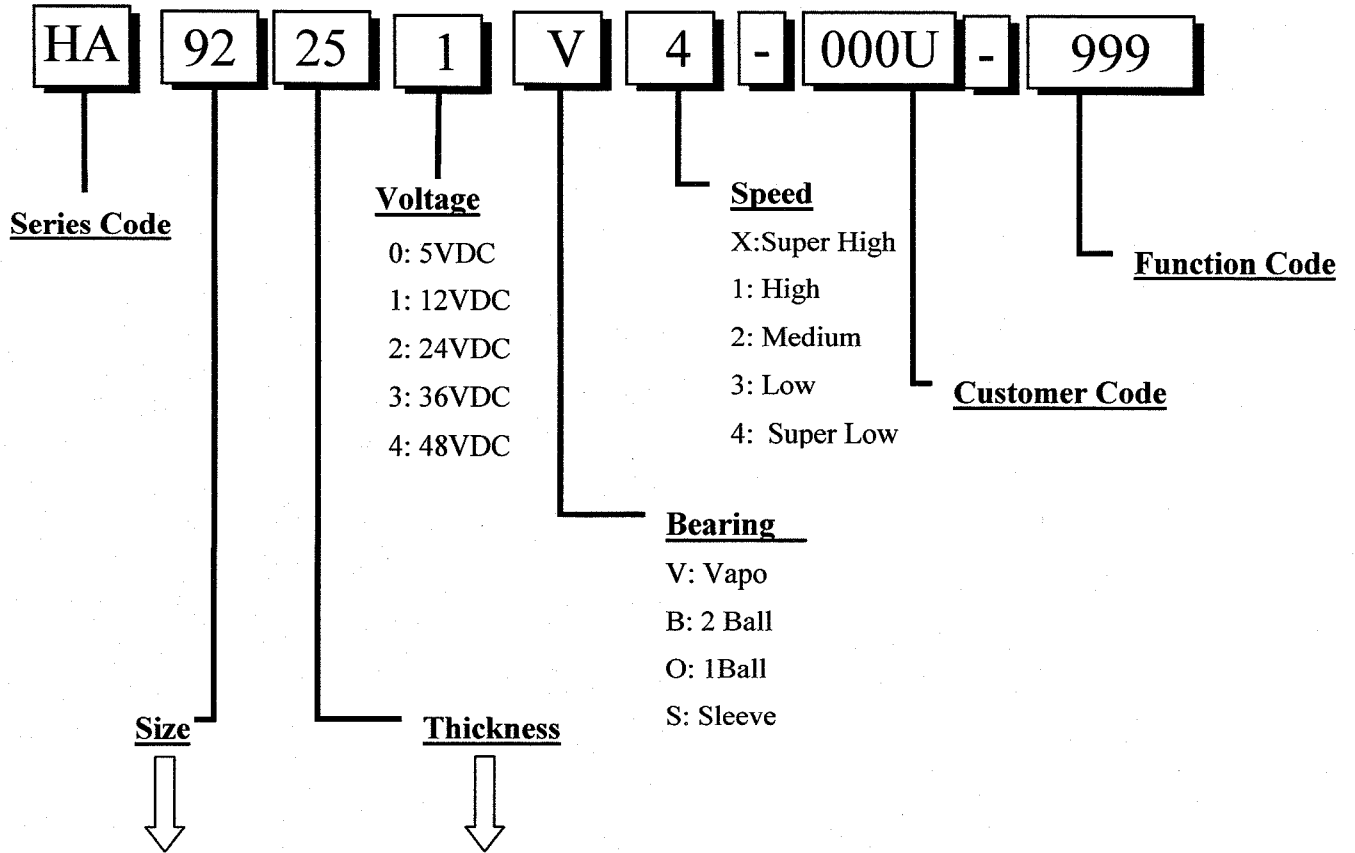 HA 92 25 1 V 4 - 000U - 999
Series Code
Voltage
0: 5VDC
1: 12VDC
2: 24VDC
3: 36VDC
4: 48VDC
Speed
X:Super High
1: High
2: Medium
3: Low
4: Super Low
Function Code
Customer Code
Bearing
V: Vapo
B: 2 Ball
O: 1Ball
S: Sleeve
Size
Thickness